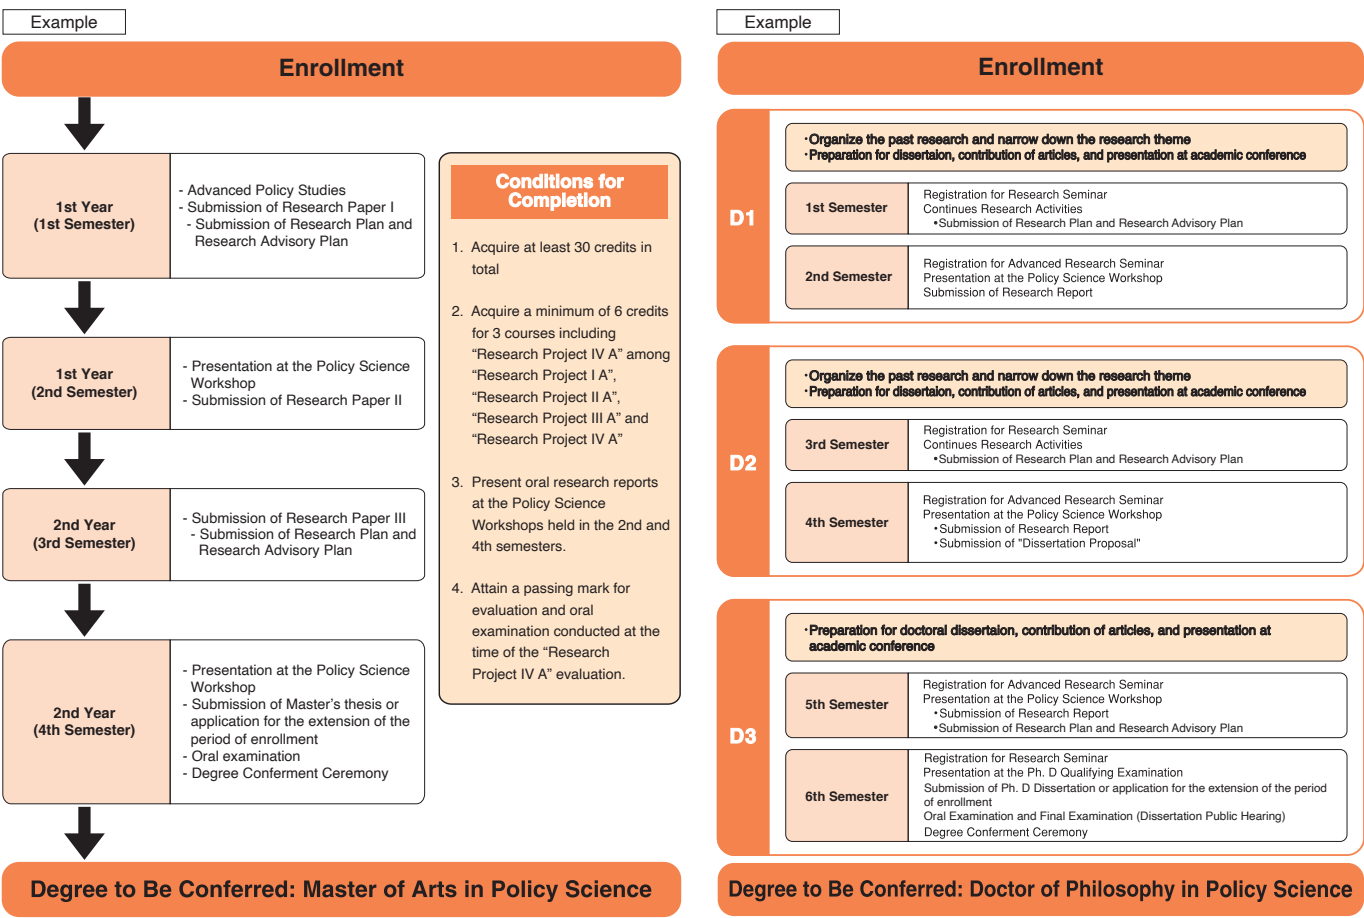 Example
Enrollment
1st Year
(1st Semester)
- Advanced Policy Studies
- Submission of Research Paper I
- Submission of Research Plan and
Research Advisory Plan
1st Year
(2nd Semester)
- Presentation at the Policy Science
Workshop
- Submission of Research Paper II
2nd Year
(3rd Semester)
- Submission of Research Paper III
- Submission of Research Plan and
Research Advisory Plan
2nd Year
(4th Semester)
- Presentation at the Policy Science
Workshop
- Submission of Master's thesis or
application for the extension of the
period of enrollment
- Oral examination
- Degree Conferment Ceremony
Conditions for
Completion
1. Acquire at least 30 credits in
total
2. Acquire a minimum of 6 credits
for 3 courses including
“Research Project IV A” among
“Research Project I A”,
“Research Project II A”,
“Research Project III A” and
“Research Project IV A”
3. Present oral research reports
at the Policy Science
Workshops held in the 2nd and
4th semesters.
4. Attain a passing mark for
evaluation and oral
examination conducted at the
time of the “Research
Project IV A” evaluation.
Degree to Be Conferred: Master of Arts in Policy Science
Example
Enrollment
D1
・Organize the past research and narrow down the research theme
・Preparation for dissertaion, contribution of articles, and presentation at academic conference
1st Semester
Registration for Research Seminar
Continues Research Activities
•Submission of Research Plan and Research Advisory Plan
2nd Semester
Registration for Advanced Research Seminar
Presentation at the Policy Science Workshop
Submission of Research Report
D2
・Organize the past research and narrow down the research theme
・Preparation for dissertaion, contribution of articles, and presentation at academic conference
3rd Semester
Registration for Research Seminar
Continues Research Activities
•Submission of Research Plan and Research Advisory Plan
4th Semester
Registration for Advanced Research Seminar
Presentation at the Policy Science Workshop
•Submission of Research Report
•Submission of "Dissertation Proposal"
D3
・Preparation for doctoral dissertaion, contribution of articles, and presentation at
academic conference
5th Semester
Registration for Advanced Research Seminar
Presentation at the Policy Science Workshop
•Submission of Research Report
•Submission of Research Plan and Research Advisory Plan
6th Semester
Registration for Research Seminar
Presentation at the Ph. D Qualifying Examination
Submission of Ph. D Dissertation or application for the extension of the period
of enrollment
Oral Examination and Final Examination (Dissertation Public Hearing)
Degree Conferment Ceremony
Degree to Be Conferred: Doctor of Philosophy in Policy Science